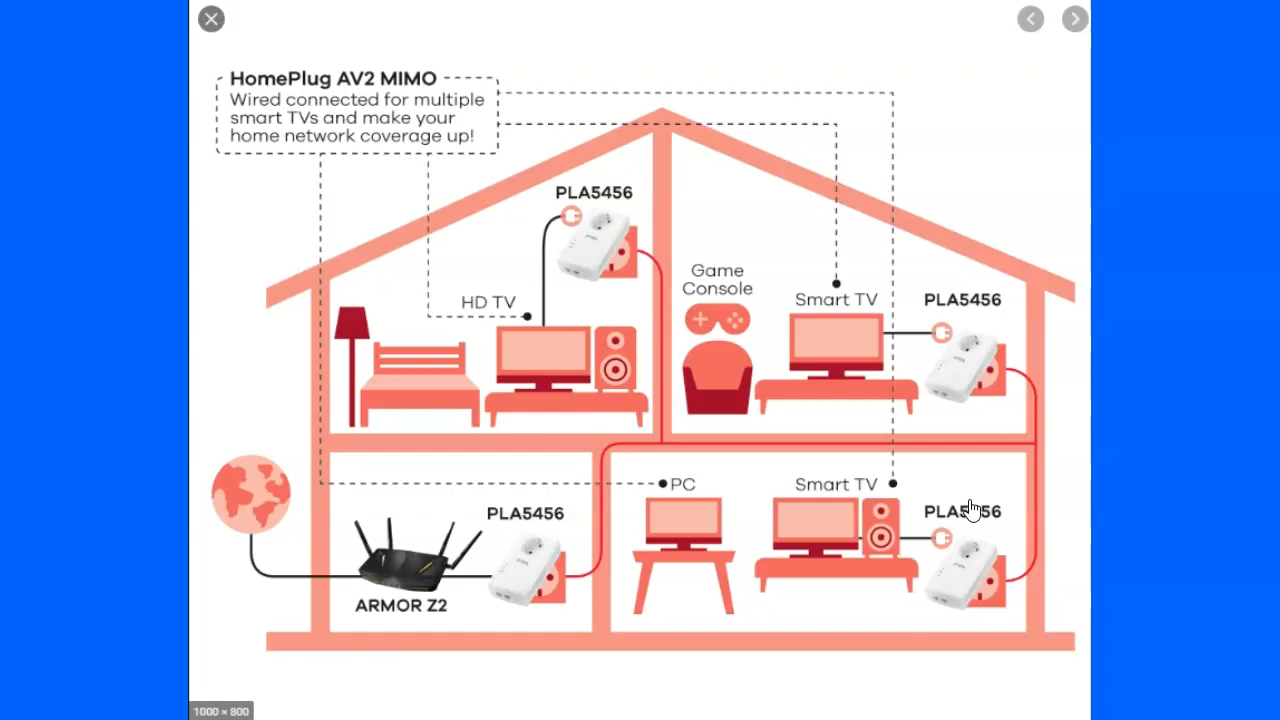 HomePlug AV2 MIMO
Wired connected for multiple
smart TVs and make your
home network coverage up!
PLA5456
HD TV
Game
Console
Smart TV
PLA5456
PC
Smart TV
PLA5456
PLA5456
ARMOR Z2
1000 × 800